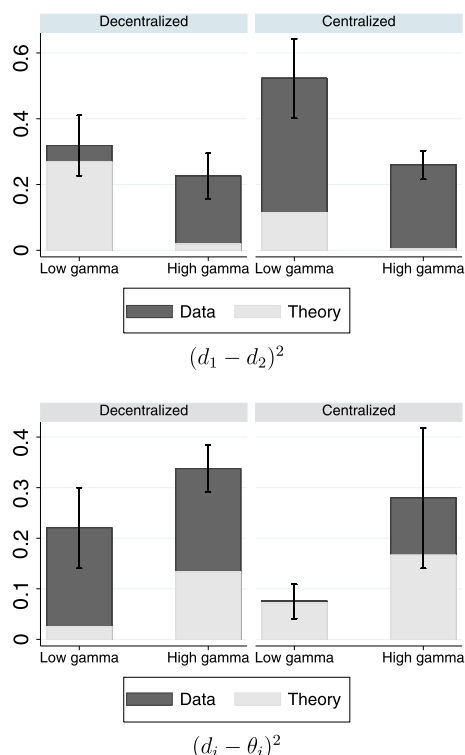 Decentralized Centralized
0.6
0.4
0.2
0
Low gamma High gamma Low gamma High gamma
Data Theory
(d₁ − d₂)²
Decentralized Centralized
0.4
0.3
0.2
0.1
0
Low gamma High gamma Low gamma High gamma
Data Theory
(dᵢ − θᵢ)²